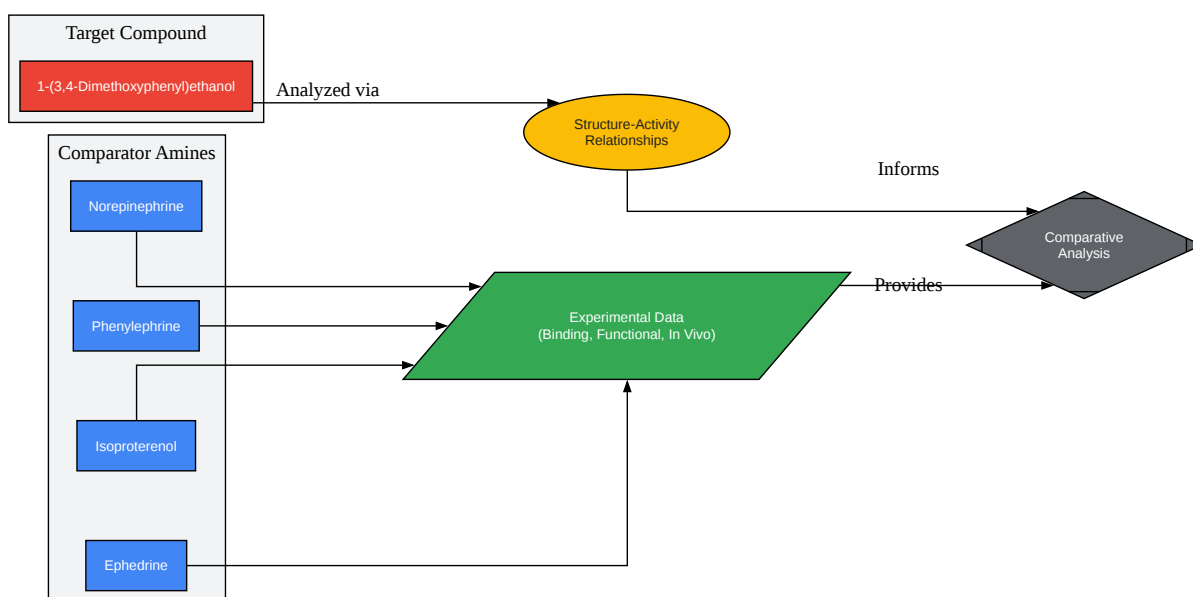 Target Compound
1-(3,4-Dimethoxyphenyl)ethanol
Analyzed via
Structure-Activity
Relationships
Comparator Amines
Informs
Norepinephrine
Comparative
Analysis
Provides
Phenylephrine
Experimental Data
(Binding, Functional, In Vivo)
Isoproterenol
Ephedrine